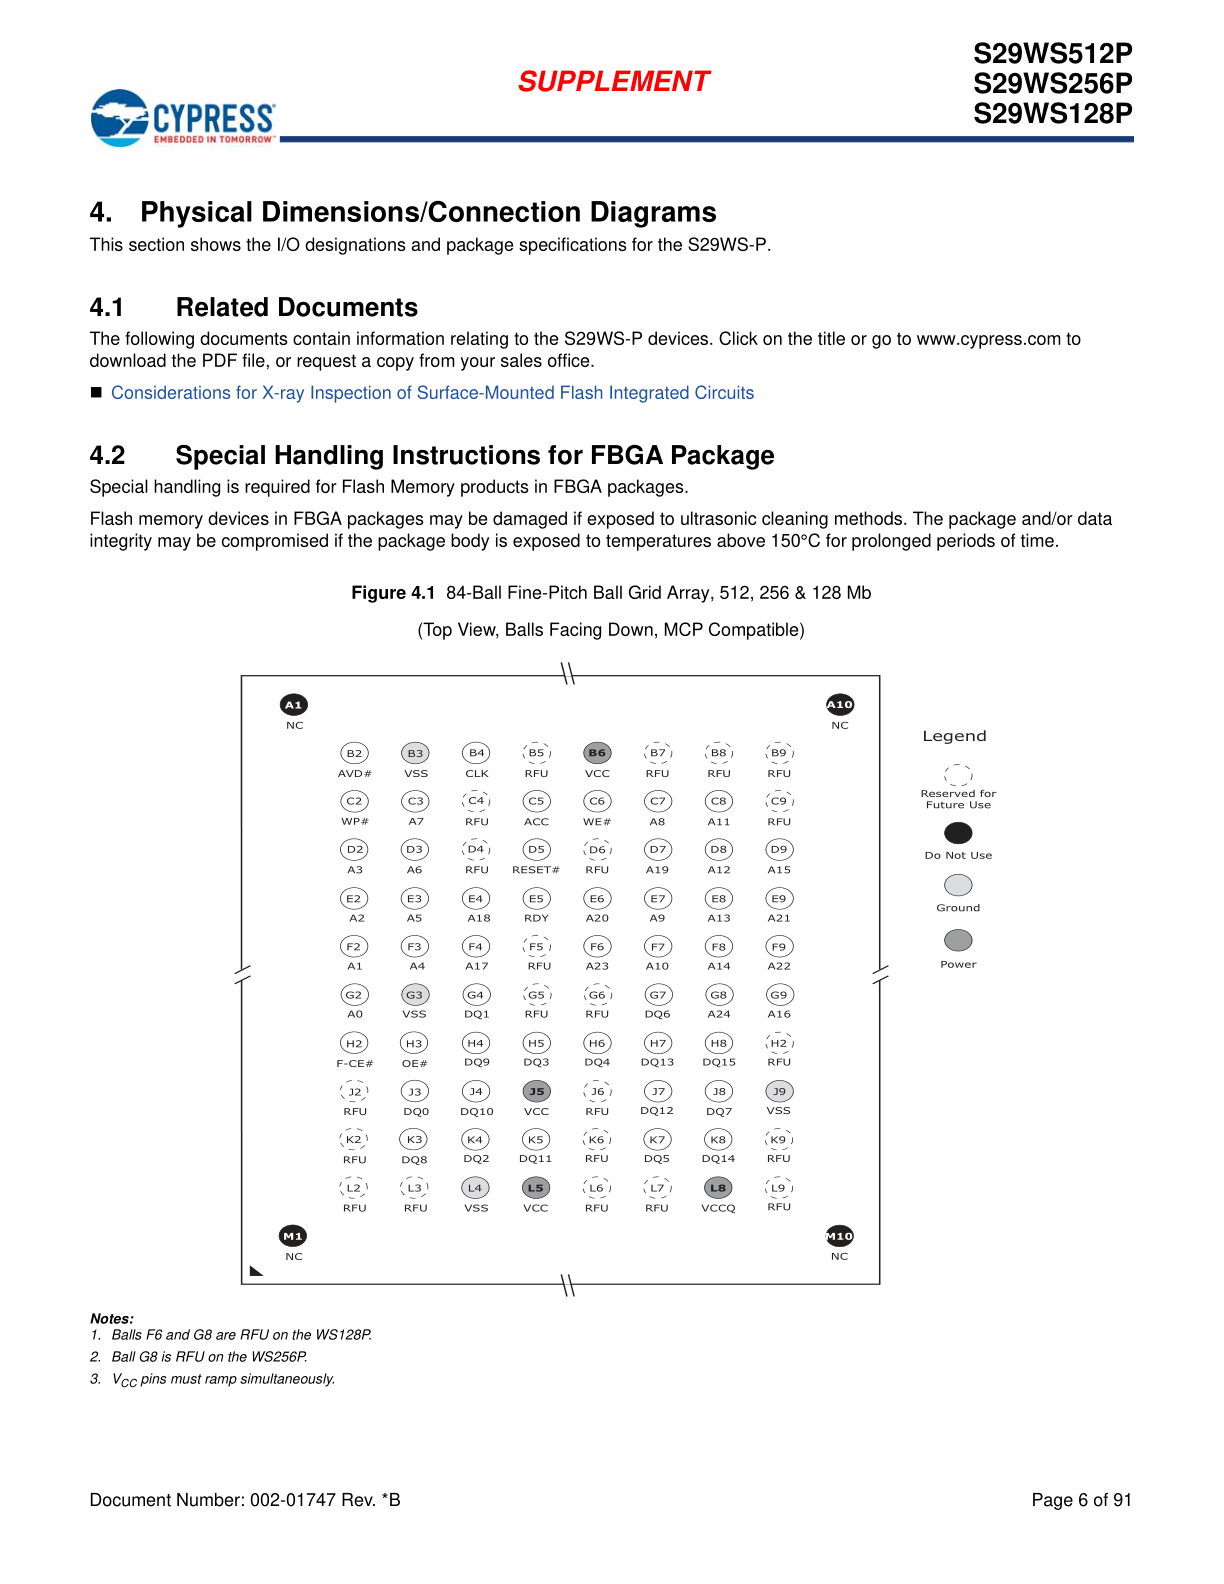 SUPPLEMENT
S29WS512P
S29WS256P
S29WS128P
CYPRESS
EMBEDDED IN TOMORROW
4. Physical Dimensions/Connection Diagrams
This section shows the I/O designations and package specifications for the S29WS-P.
4.1 Related Documents
The following documents contain information relating to the S29WS-P devices. Click on the title or go to www.cypress.com to
download the PDF file, or request a copy from your sales office.
■ Considerations for X-ray Inspection of Surface-Mounted Flash Integrated Circuits
4.2 Special Handling Instructions for FBGA Package
Special handling is required for Flash Memory products in FBGA packages.
Flash memory devices in FBGA packages may be damaged if exposed to ultrasonic cleaning methods. The package and/or data
integrity may be compromised if the package body is exposed to temperatures above 150°C for prolonged periods of time.
Figure 4.1 84-Ball Fine-Pitch Ball Grid Array, 512, 256 & 128 Mb
(Top View, Balls Facing Down, MCP Compatible)
A1 A10
NC NC
B2 B3 B4 B5 B6 B7 B8 B9
AVD# VSS CLK RFU VCC RFU RFU RFU
C2 C3 C4 C5 C6 C7 C8 C9
WP# A7 RFU ACC WE# A8 A11 RFU
D2 D3 D4 D5 D6 D7 D8 D9
A3 A6 RFU RESET# RFU A19 A12 A15
E2 E3 E4 E5 E6 E7 E8 E9
A2 A5 A18 RDY A20 A9 A13 A21
F2 F3 F4 F5 F6 F7 F8 F9
A1 A4 A17 RFU A23 A10 A14 A22
G2 G3 G4 G5 G6 G7 G8 G9
A0 VSS DQ1 RFU RFU DQ6 A24 A16
H2 H3 H4 H5 H6 H7 H8 H2
F-CE# OE# DQ9 DQ3 DQ4 DQ13 DQ15 RFU
J2 J3 J4 J5 J6 J7 J8 J9
RFU DQ0 DQ10 VCC RFU DQ12 DQ7 VSS
K2 K3 K4 K5 K6 K7 K8 K9
RFU DQ8 DQ2 DQ11 RFU DQ5 DQ14 RFU
L2 L3 L4 L5 L6 L7 L8 L9
RFU RFU VSS VCC RFU RFU VCCQ RFU
M1 M10
NC NC
Legend
Reserved for
Future Use
Do Not Use
Ground
Power
Notes:
1. Balls F6 and G8 are RFU on the WS128P.
2. Ball G8 is RFU on the WS256P.
3. VCC pins must ramp simultaneously.
Document Number: 002-01747 Rev. *B Page 6 of 91